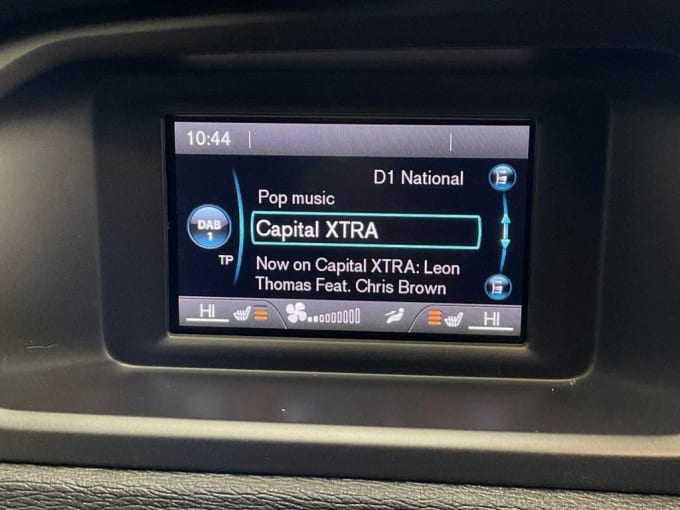 10:44
D1 National
Pop music
DAB
1
Capital XTRA
TP
Now on Capital XTRA: Leon
Thomas Feat. Chris Brown
HI
HI